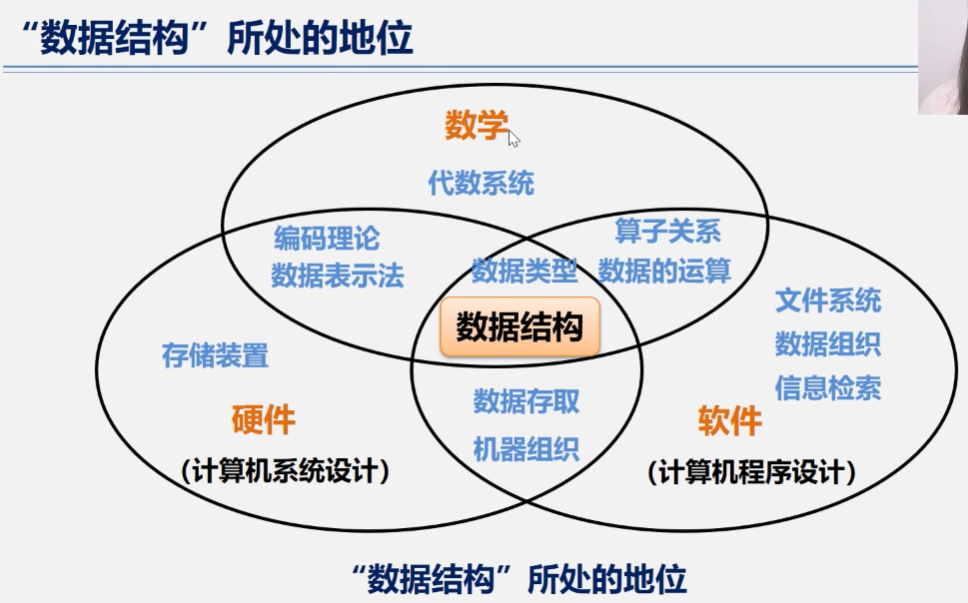 “数据结构”所处的地位
数学
代数系统
编码理论
数据表示法
数据类型
算子关系
数据的运算
数据结构
存储装置
硬件
(计算机系统设计)
数据存取
机器组织
文件系统
数据组织
信息检索
软件
(计算机程序设计)
“数据结构”所处的地位